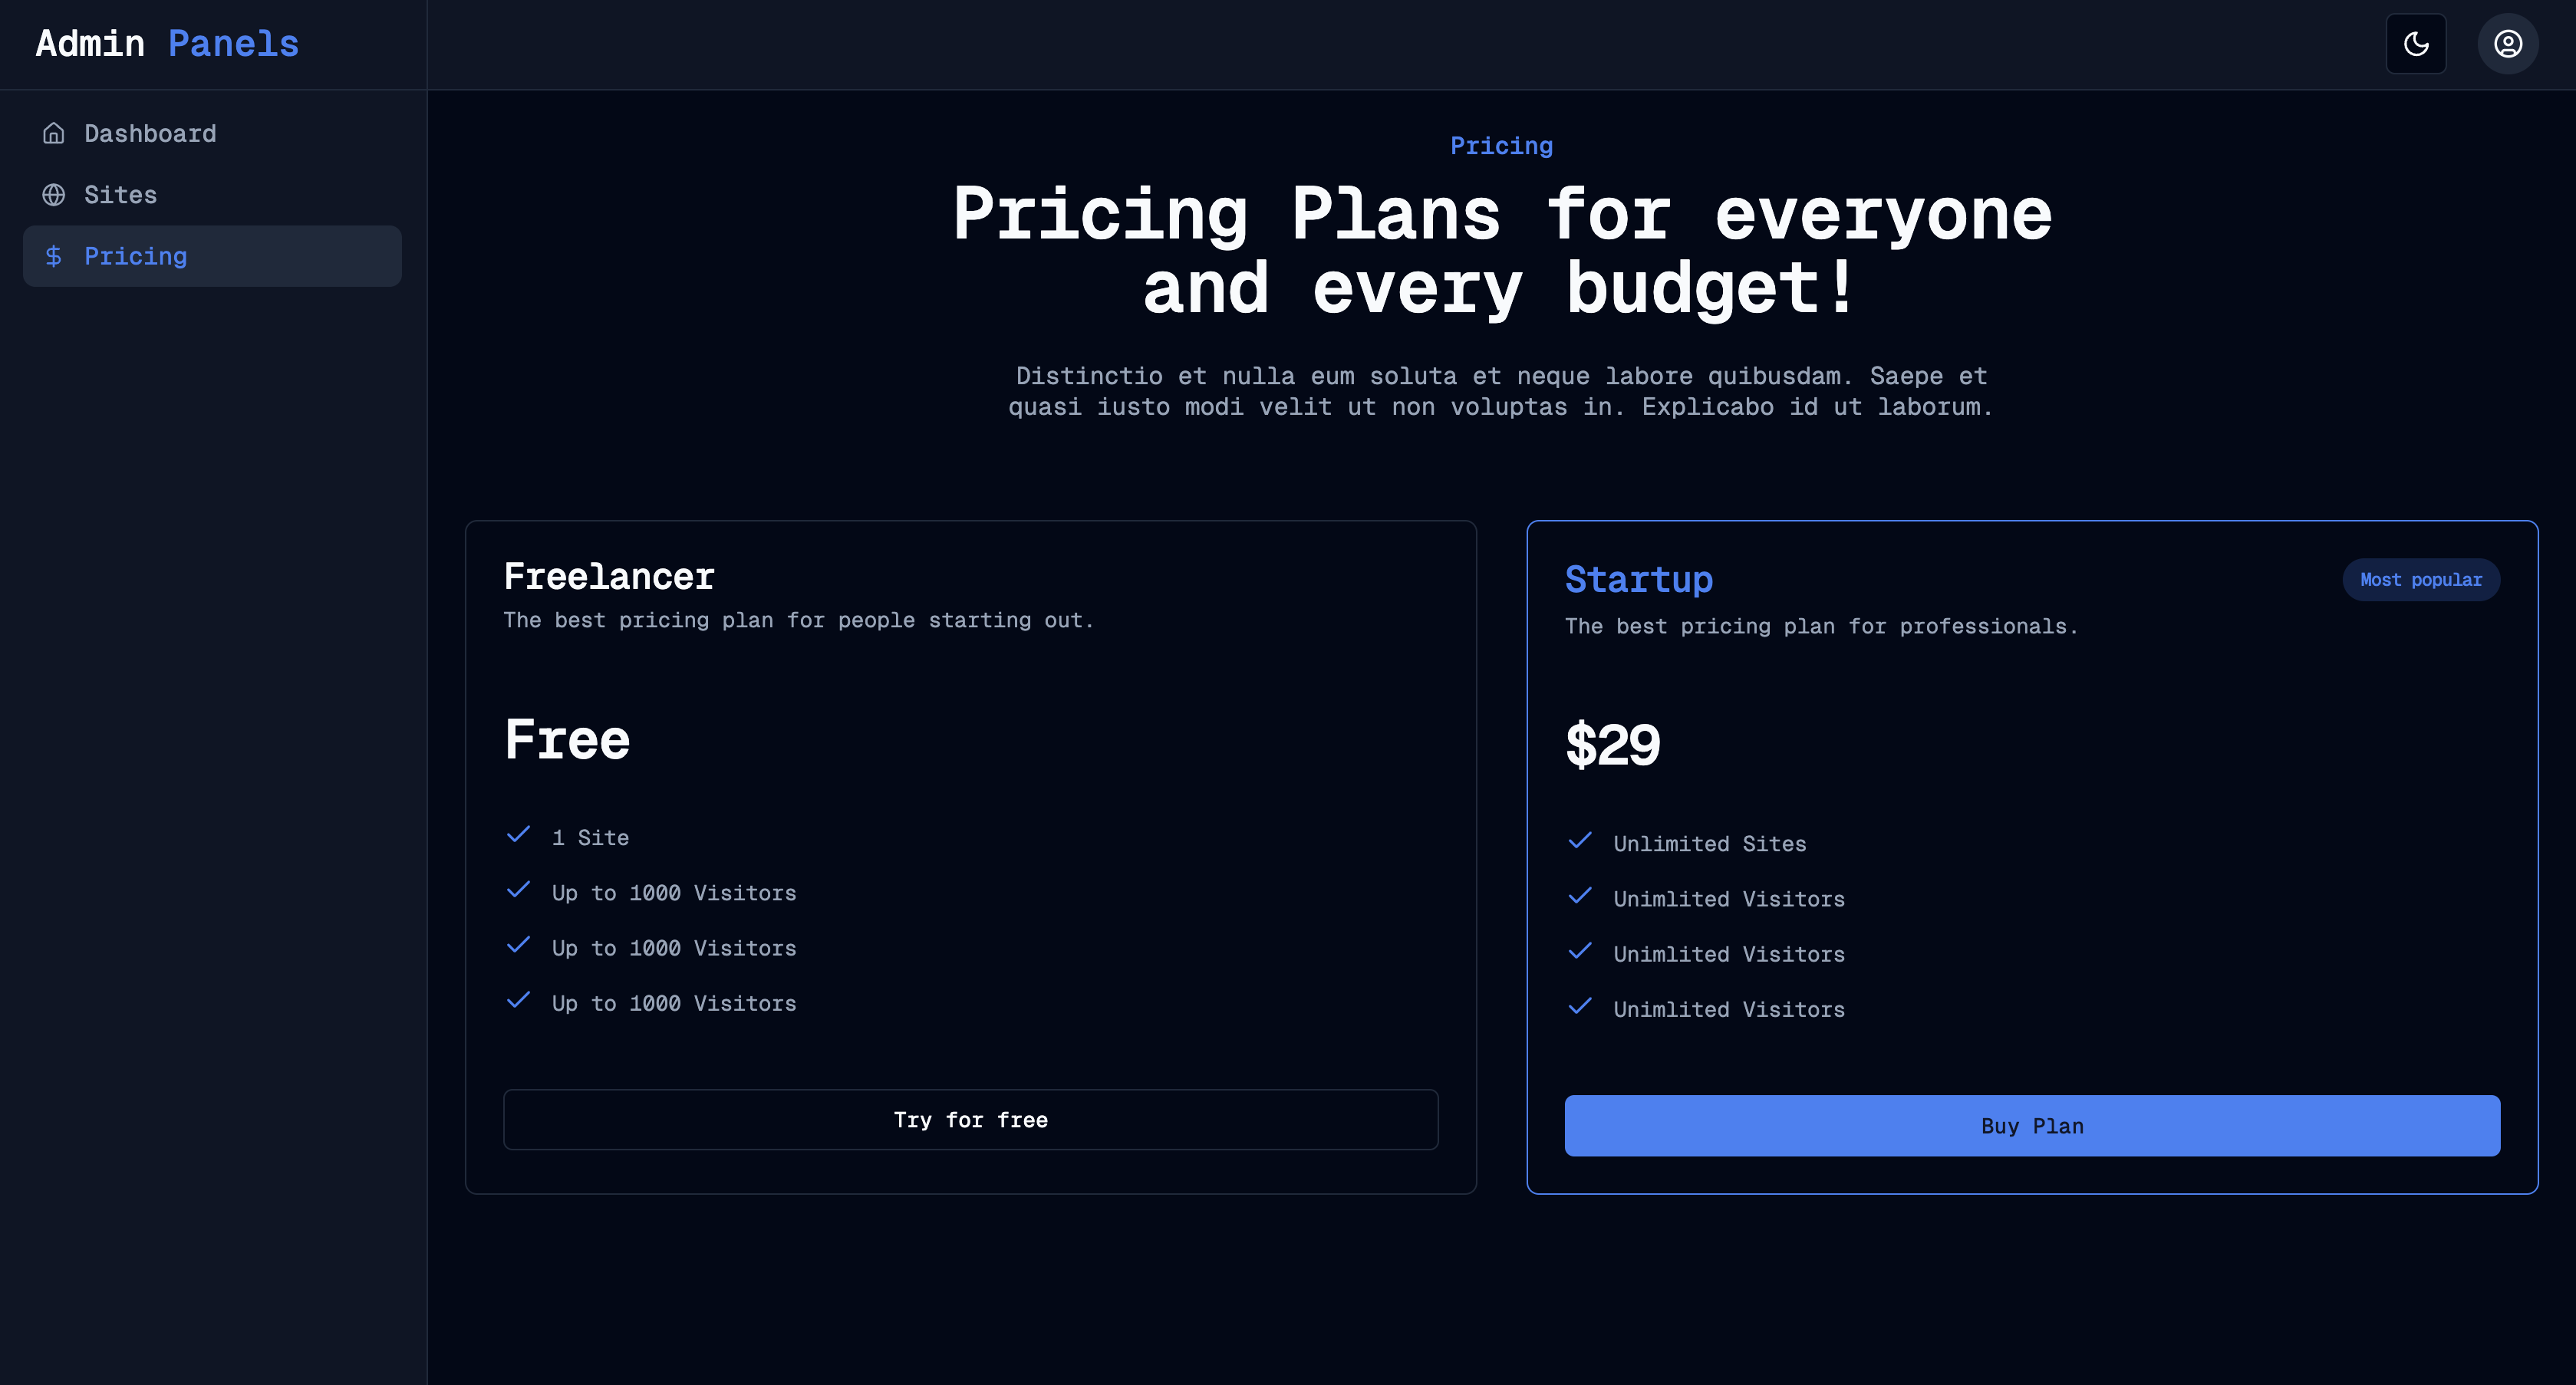 Admin Panels
Dashboard
Sites
Pricing
Pricing
Pricing Plans for everyone
and every budget!
Distinctio et nulla eum soluta et neque labore quibusdam. Saepe et
quasi iusto modi velit ut non voluptas in. Explicabo id ut laborum.
Freelancer
The best pricing plan for people starting out.
Free
1 Site
Up to 1000 Visitors
Up to 1000 Visitors
Up to 1000 Visitors
Try for free
Startup
Most popular
The best pricing plan for professionals.
$29
Unlimited Sites
Unimlited Visitors
Unimlited Visitors
Unimlited Visitors
Buy Plan